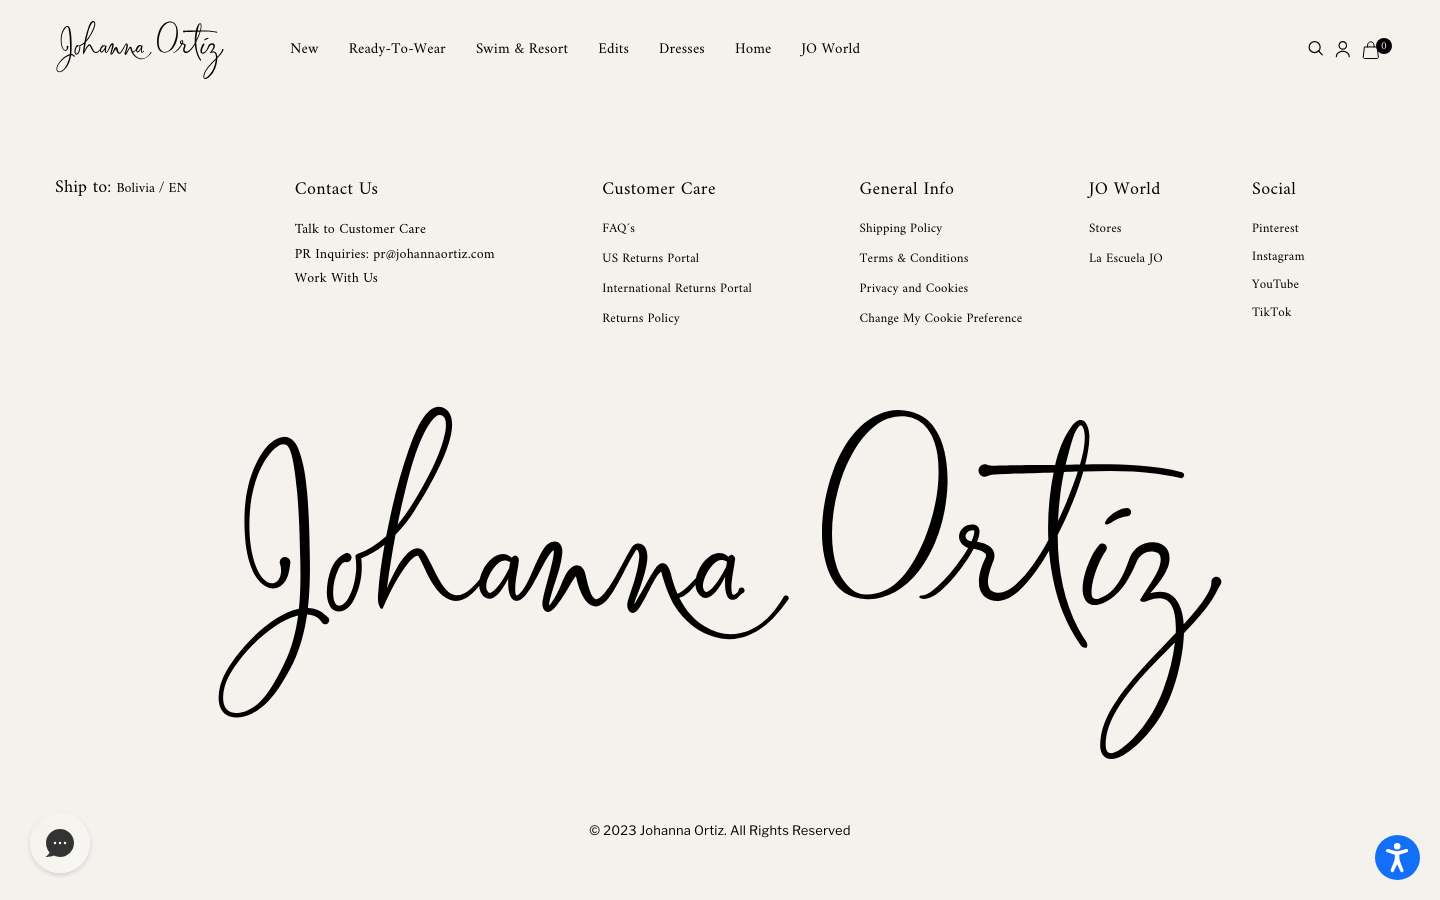 Johanna Ortiz
New Ready-To-Wear Swim & Resort Edits Dresses Home JO World
0
Ship to: Bolivia / EN
Contact Us
Talk to Customer Care
PR Inquiries: pr@johannaortiz.com
Work With Us
Customer Care
FAQ´s
US Returns Portal
International Returns Portal
Returns Policy
General Info
Shipping Policy
Terms & Conditions
Privacy and Cookies
Change My Cookie Preference
JO World
Stores
La Escuela JO
Social
Pinterest
Instagram
YouTube
TikTok
Johanna Ortíz
© 2023 Johanna Ortiz. All Rights Reserved